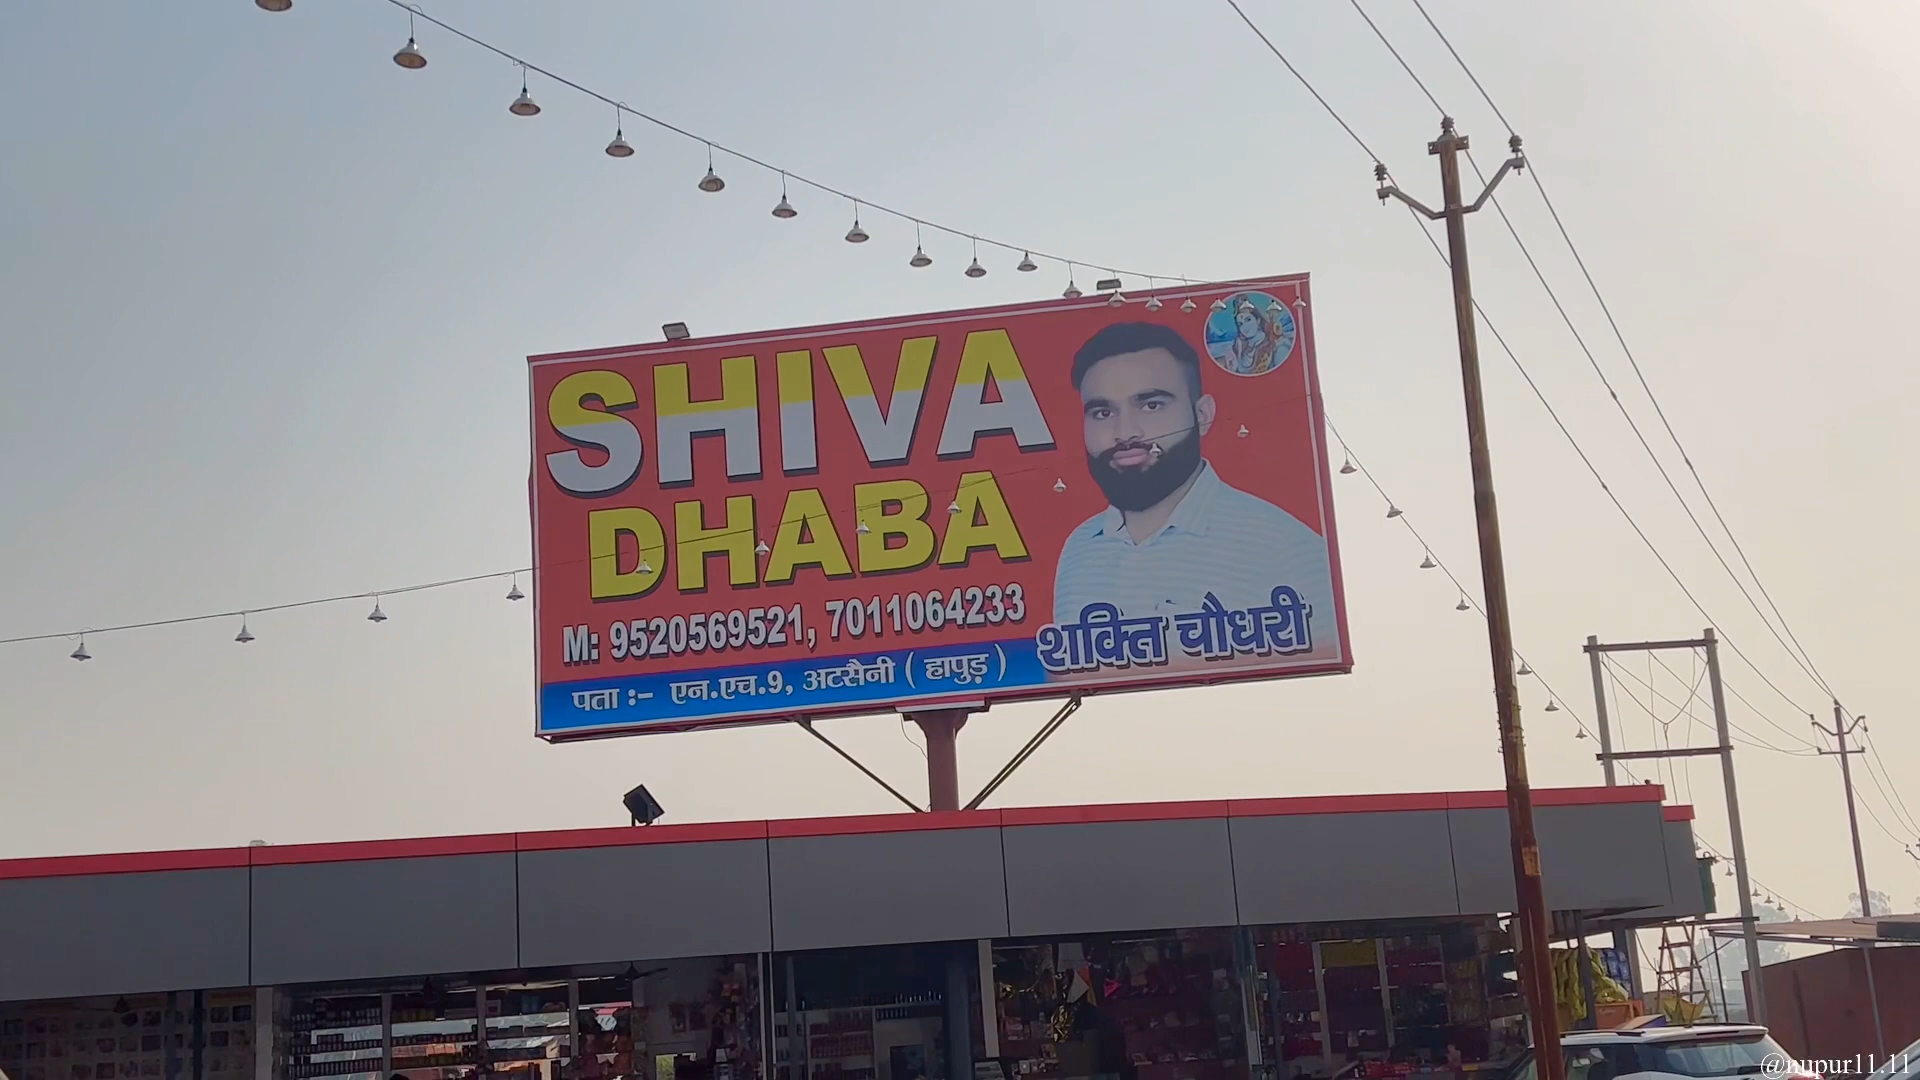 SHIVA
DHABA
M: 9520569521, 7011064233
शक्ति चौधरी
पता :- एन.एच.9, अटसैनी ( हापुड़ )
@nupur11.11